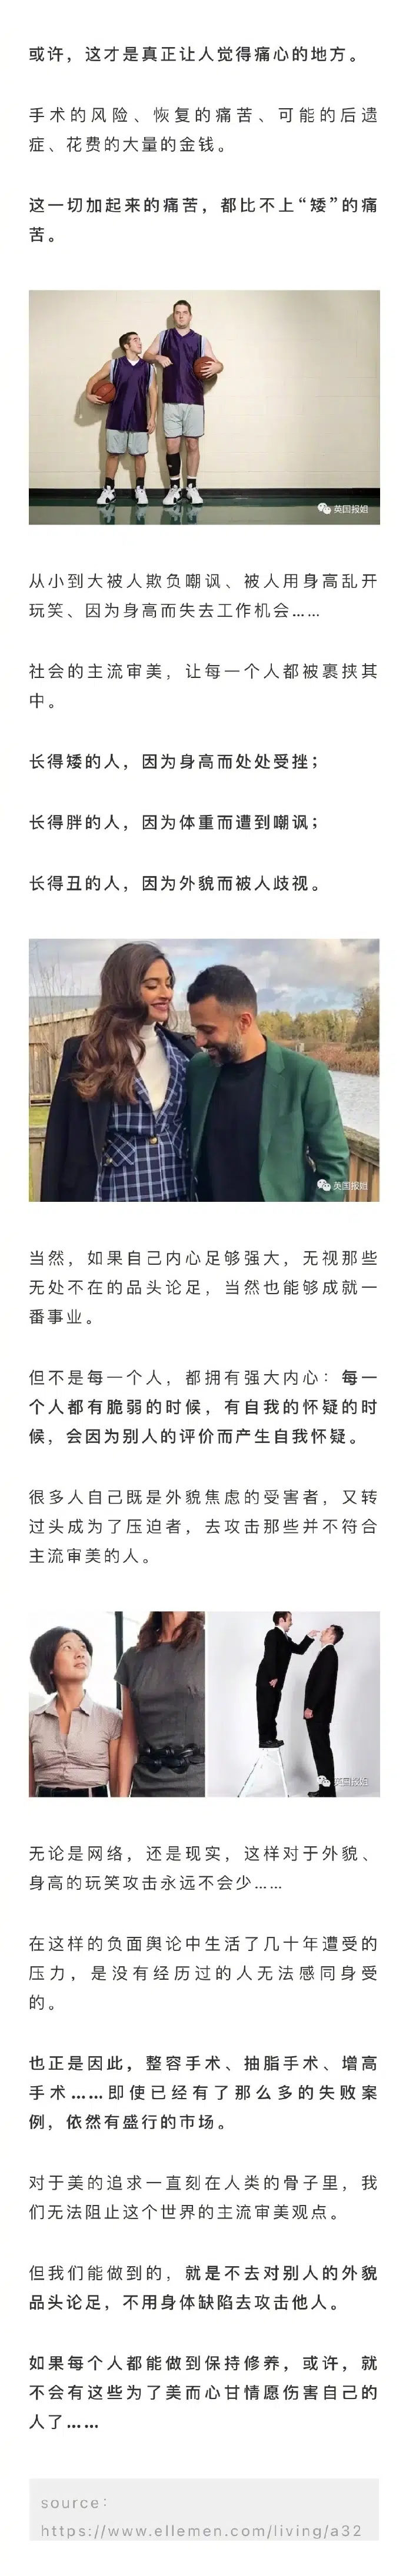 或许，这才是真正让人觉得痛心的地方。
手术的风险、恢复的痛苦、可能的后遗
症、花费的大量的金钱。
这一切加起来的痛苦，都比不上“矮”的痛
苦。
英国报姐
从小到大被人欺负嘲讽、被人用身高乱开
玩笑、因为身高而失去工作机会……
社会的主流审美，让每一个人都被裹挟其
中。
长得矮的人，因为身高而处处受挫；
长得胖的人，因为体重而遭到嘲讽；
长得丑的人，因为外貌而被人歧视。
英国报姐
当然，如果自己内心足够强大，无视那些
无处不在的品头论足，当然也能够成就一
番事业。
但不是每一个人，都拥有强大内心：每一
个人都有脆弱的时候，有自我的怀疑的时
候，会因为别人的评价而产生自我怀疑。
很多人自己既是外貌焦虑的受害者，又转
过头成为了压迫者，去攻击那些并不符合
主流审美的人。
英国报姐
无论是网络，还是现实，这样对于外貌、
身高的玩笑攻击永远不会少……
在这样的负面舆论中生活了几十年遭受的
压力，是没有经历过的人无法感同身受
的。
也正是因此，整容手术、抽脂手术、增高
手术……即使已经有了那么多的失败案
例，依然有盛行的市场。
对于美的追求一直刻在人类的骨子里，我
们无法阻止这个世界的主流审美观点。
但我们能做到的，就是不去对别人的外貌
品头论足，不用身体缺陷去攻击他人。
如果每个人都能做到保持修养，或许，就
不会有这些为了美而心甘情愿伤害自己的
人了……
source：
https://www.ellemen.com/living/a32